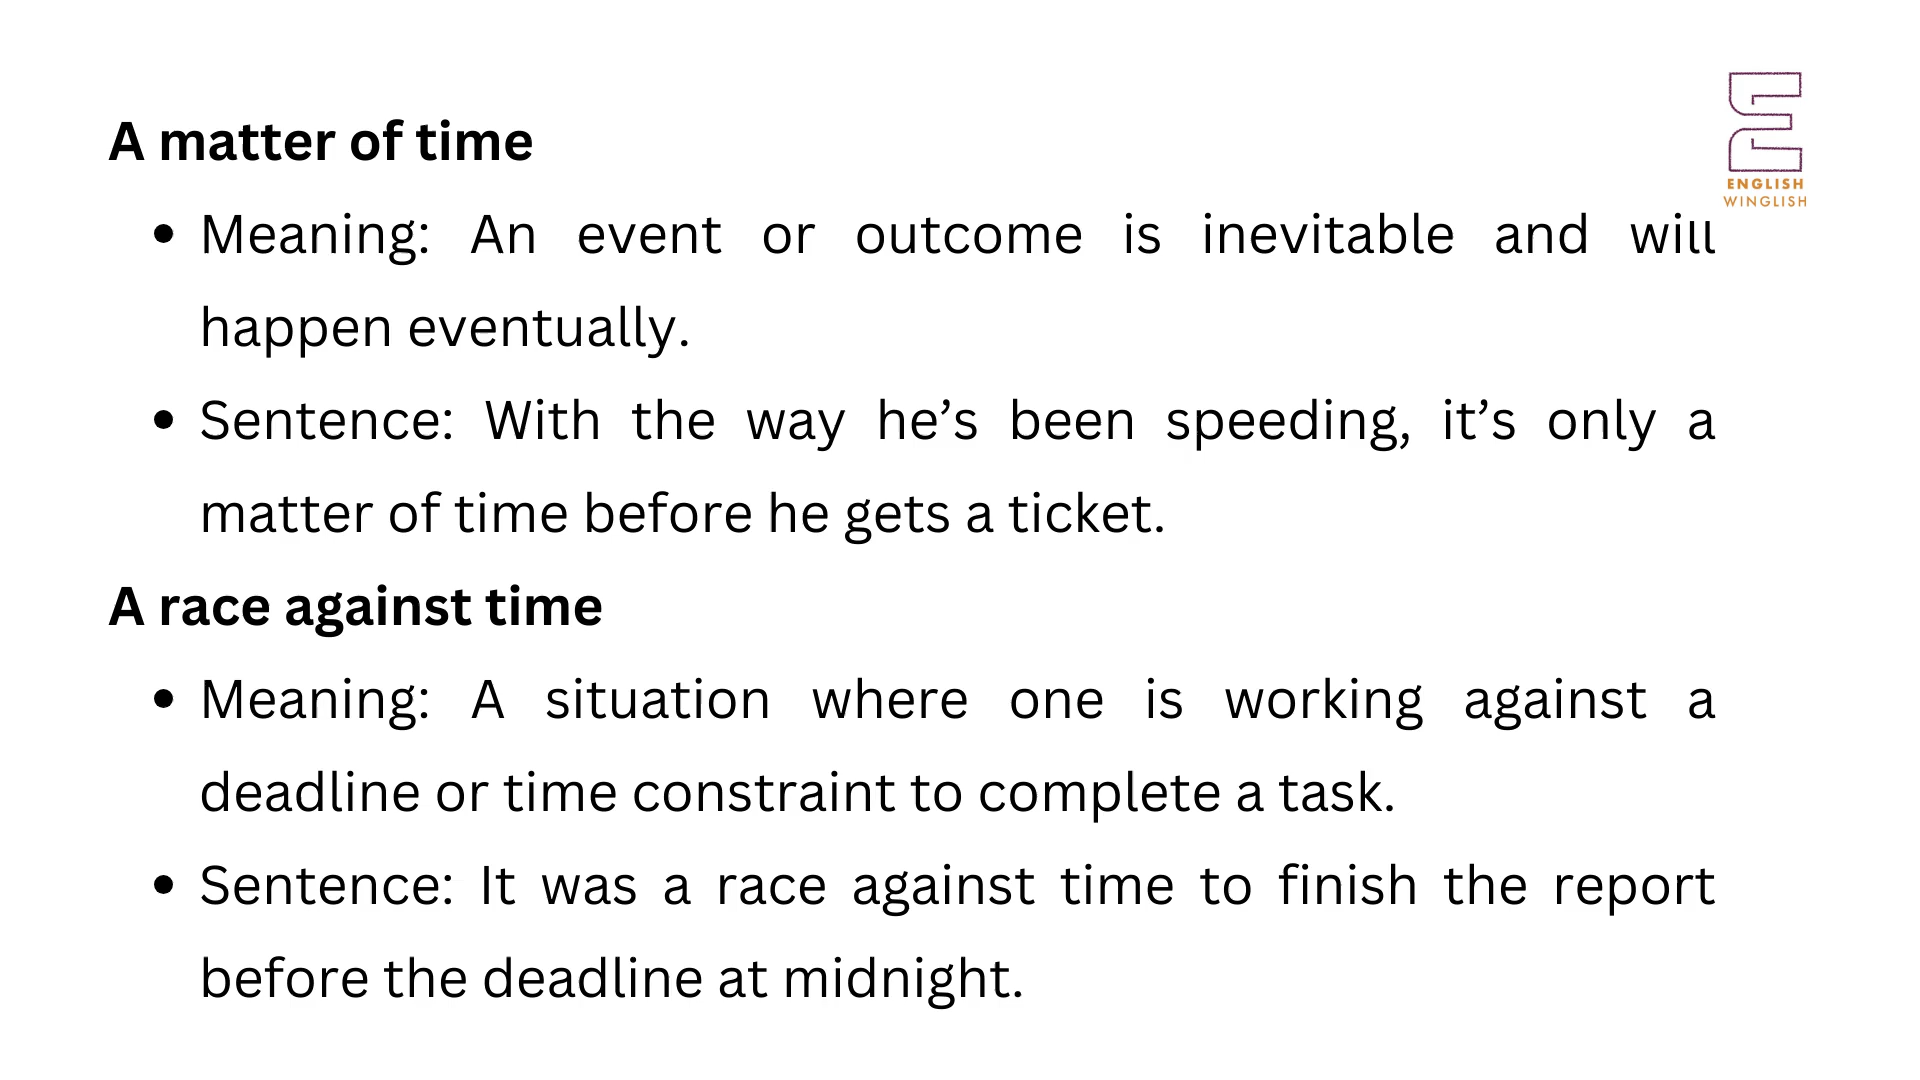 ENGLISH
WINGLISH
A matter of time
• Meaning: An event or outcome is inevitable and will
happen eventually.
• Sentence: With the way he’s been speeding, it’s only a
matter of time before he gets a ticket.
A race against time
• Meaning: A situation where one is working against a
deadline or time constraint to complete a task.
• Sentence: It was a race against time to finish the report
before the deadline at midnight.